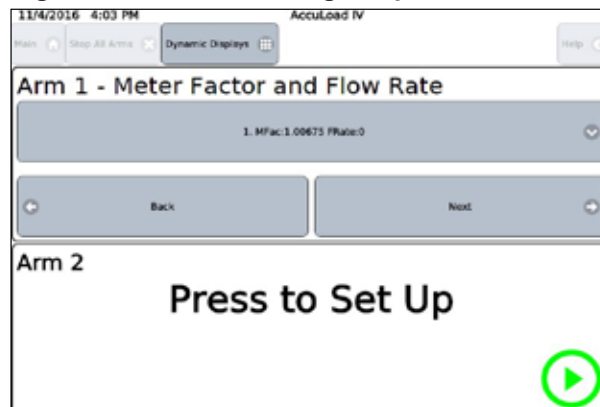 11/4/2016 4:03 PM AccuLoad IV
Main Stop All Arms Dynamic Displays Help
Arm 1 - Meter Factor and Flow Rate
1. MFac:1.00675 FRate:0
Back Next
Arm 2
Press to Set Up